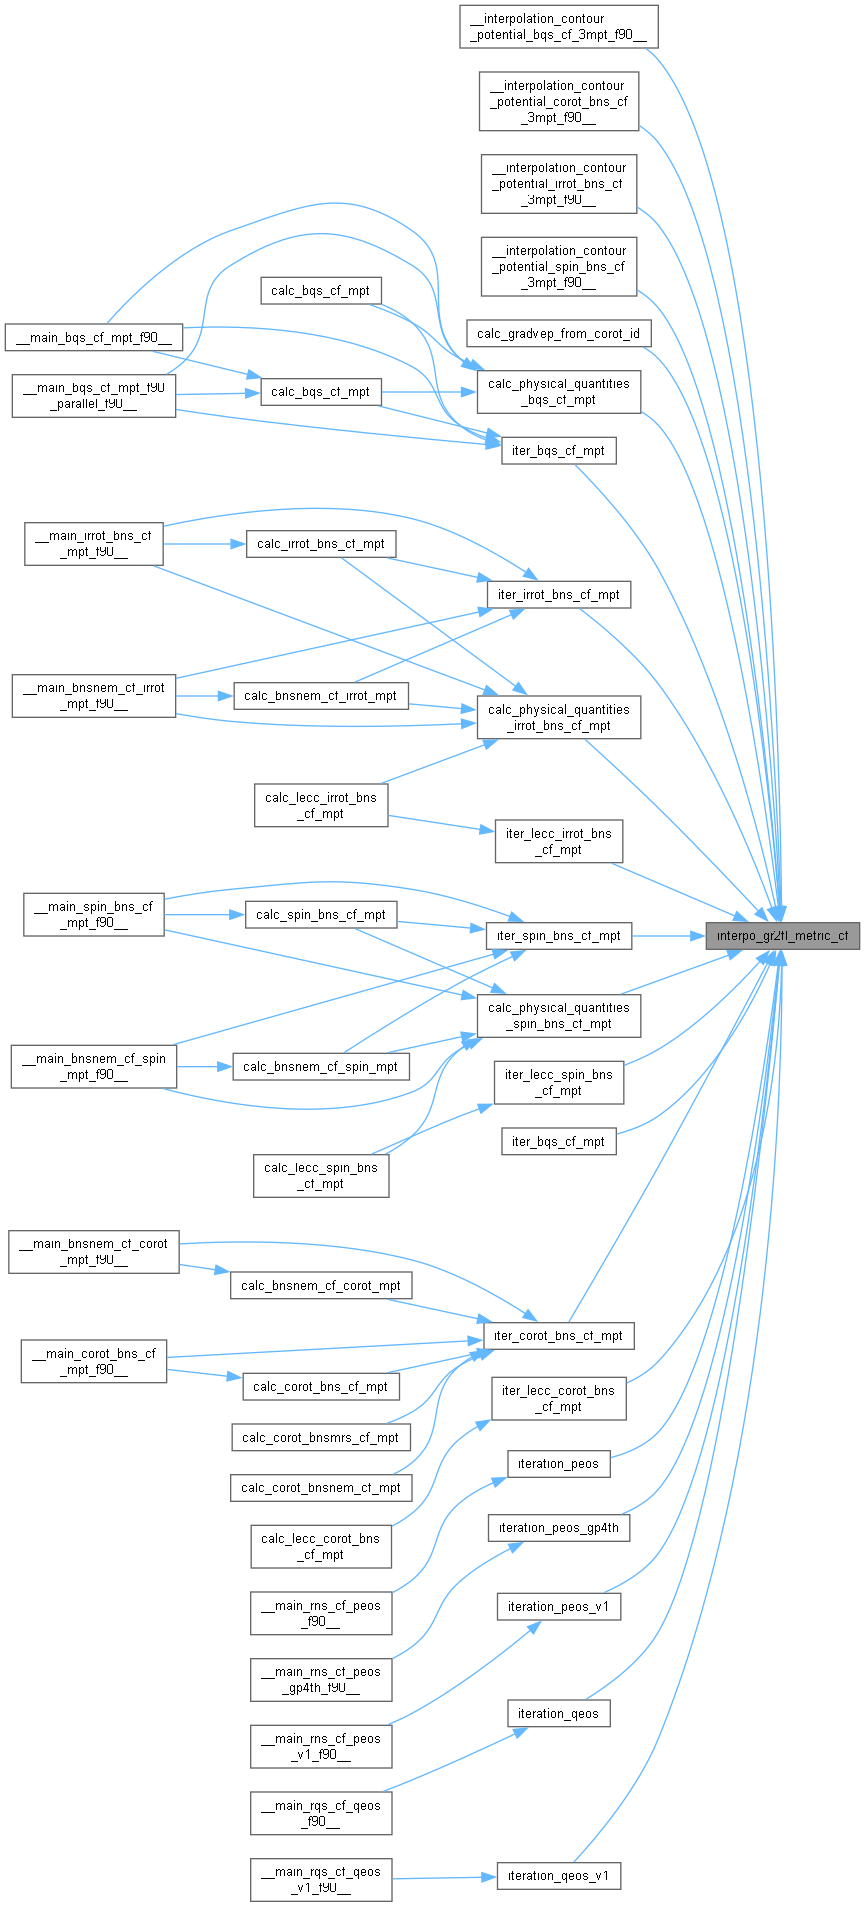 __interpolation_contour
_potential_bqs_cf_3mpt_f90__
__interpolation_contour
_potential_corot_bns_cf
_3mpt_f90__
__interpolation_contour
_potential_irrot_bns_cf
_3mpt_f90__
__interpolation_contour
_potential_spin_bns_cf
_3mpt_f90__
calc_bqs_cf_mpt
calc_gradvep_from_corot_id
__main_bqs_cf_mpt_f90__
__main_bqs_cf_mpt_f90
_parallel_f90__
calc_bqs_cf_mpt
calc_physical_quantities
_bqs_cf_mpt
iter_bqs_cf_mpt
__main_irrot_bns_cf
_mpt_f90__
calc_irrot_bns_cf_mpt
iter_irrot_bns_cf_mpt
__main_bnsnem_cf_irrot
_mpt_f90__
calc_bnsnem_cf_irrot_mpt
calc_physical_quantities
_irrot_bns_cf_mpt
calc_lecc_irrot_bns
_cf_mpt
iter_lecc_irrot_bns
_cf_mpt
__main_spin_bns_cf
_mpt_f90__
calc_spin_bns_cf_mpt
iter_spin_bns_cf_mpt
interpo_gr2fl_metric_cf
calc_physical_quantities
_spin_bns_cf_mpt
__main_bnsnem_cf_spin
_mpt_f90__
calc_bnsnem_cf_spin_mpt
iter_lecc_spin_bns
_cf_mpt
iter_bqs_cf_mpt
calc_lecc_spin_bns
_cf_mpt
__main_bnsnem_cf_corot
_mpt_f90__
calc_bnsnem_cf_corot_mpt
iter_corot_bns_cf_mpt
__main_corot_bns_cf
_mpt_f90__
calc_corot_bns_cf_mpt
iter_lecc_corot_bns
_cf_mpt
calc_corot_bnsmrs_cf_mpt
iteration_peos
calc_corot_bnsnem_cf_mpt
iteration_peos_gp4th
calc_lecc_corot_bns
_cf_mpt
__main_rns_cf_peos
_f90__
iteration_peos_v1
__main_rns_cf_peos
_gp4th_f90__
iteration_qeos
__main_rns_cf_peos
_v1_f90__
__main_rqs_cf_qeos
_f90__
__main_rqs_cf_qeos
_v1_f90__
iteration_qeos_v1